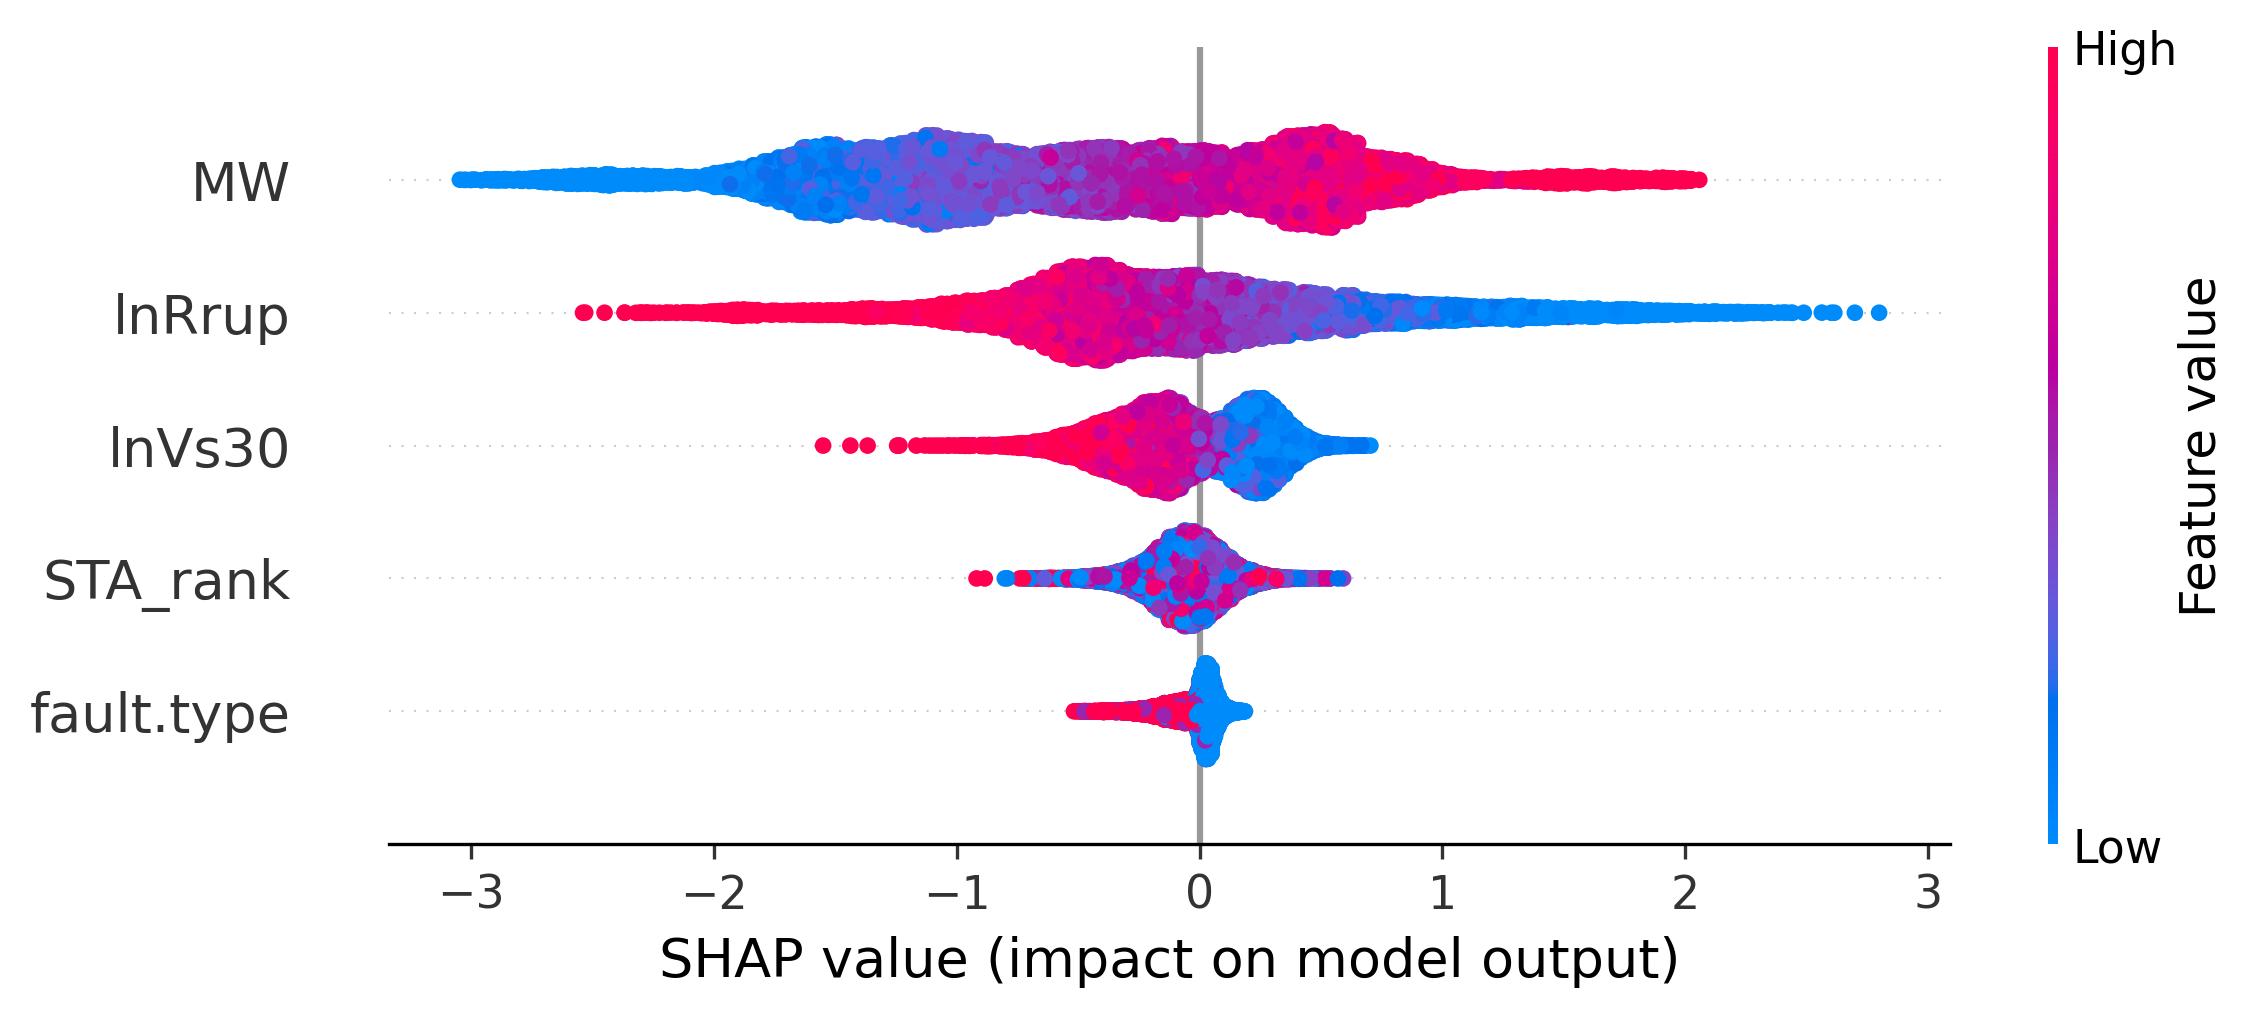 High
MW
lnRrup
lnVs30
STA_rank
fault.type
Low
Feature value
−3 −2 −1 0 1 2 3
SHAP value (impact on model output)